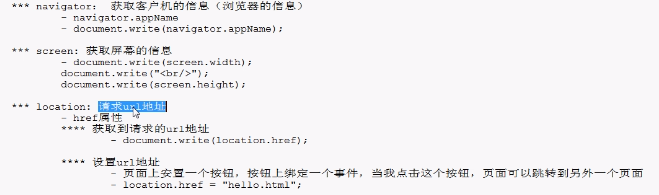 *** navigator: 获取客户机的信息（浏览器的信息）
- navigator.appName
- document.write(navigator.appName);
*** screen: 获取屏幕的信息
- document.write(screen.width);
document.write("<br/>");
document.write(screen.height);
*** location: 请求url地址
- href属性
**** 获取到请求的url地址
- document.write(location.href);
**** 设置url地址
- 页面上安置一个按钮，按钮上绑定一个事件，当我点击这个按钮，页面可以跳转到另外一个页面
- location.href = "hello.html";